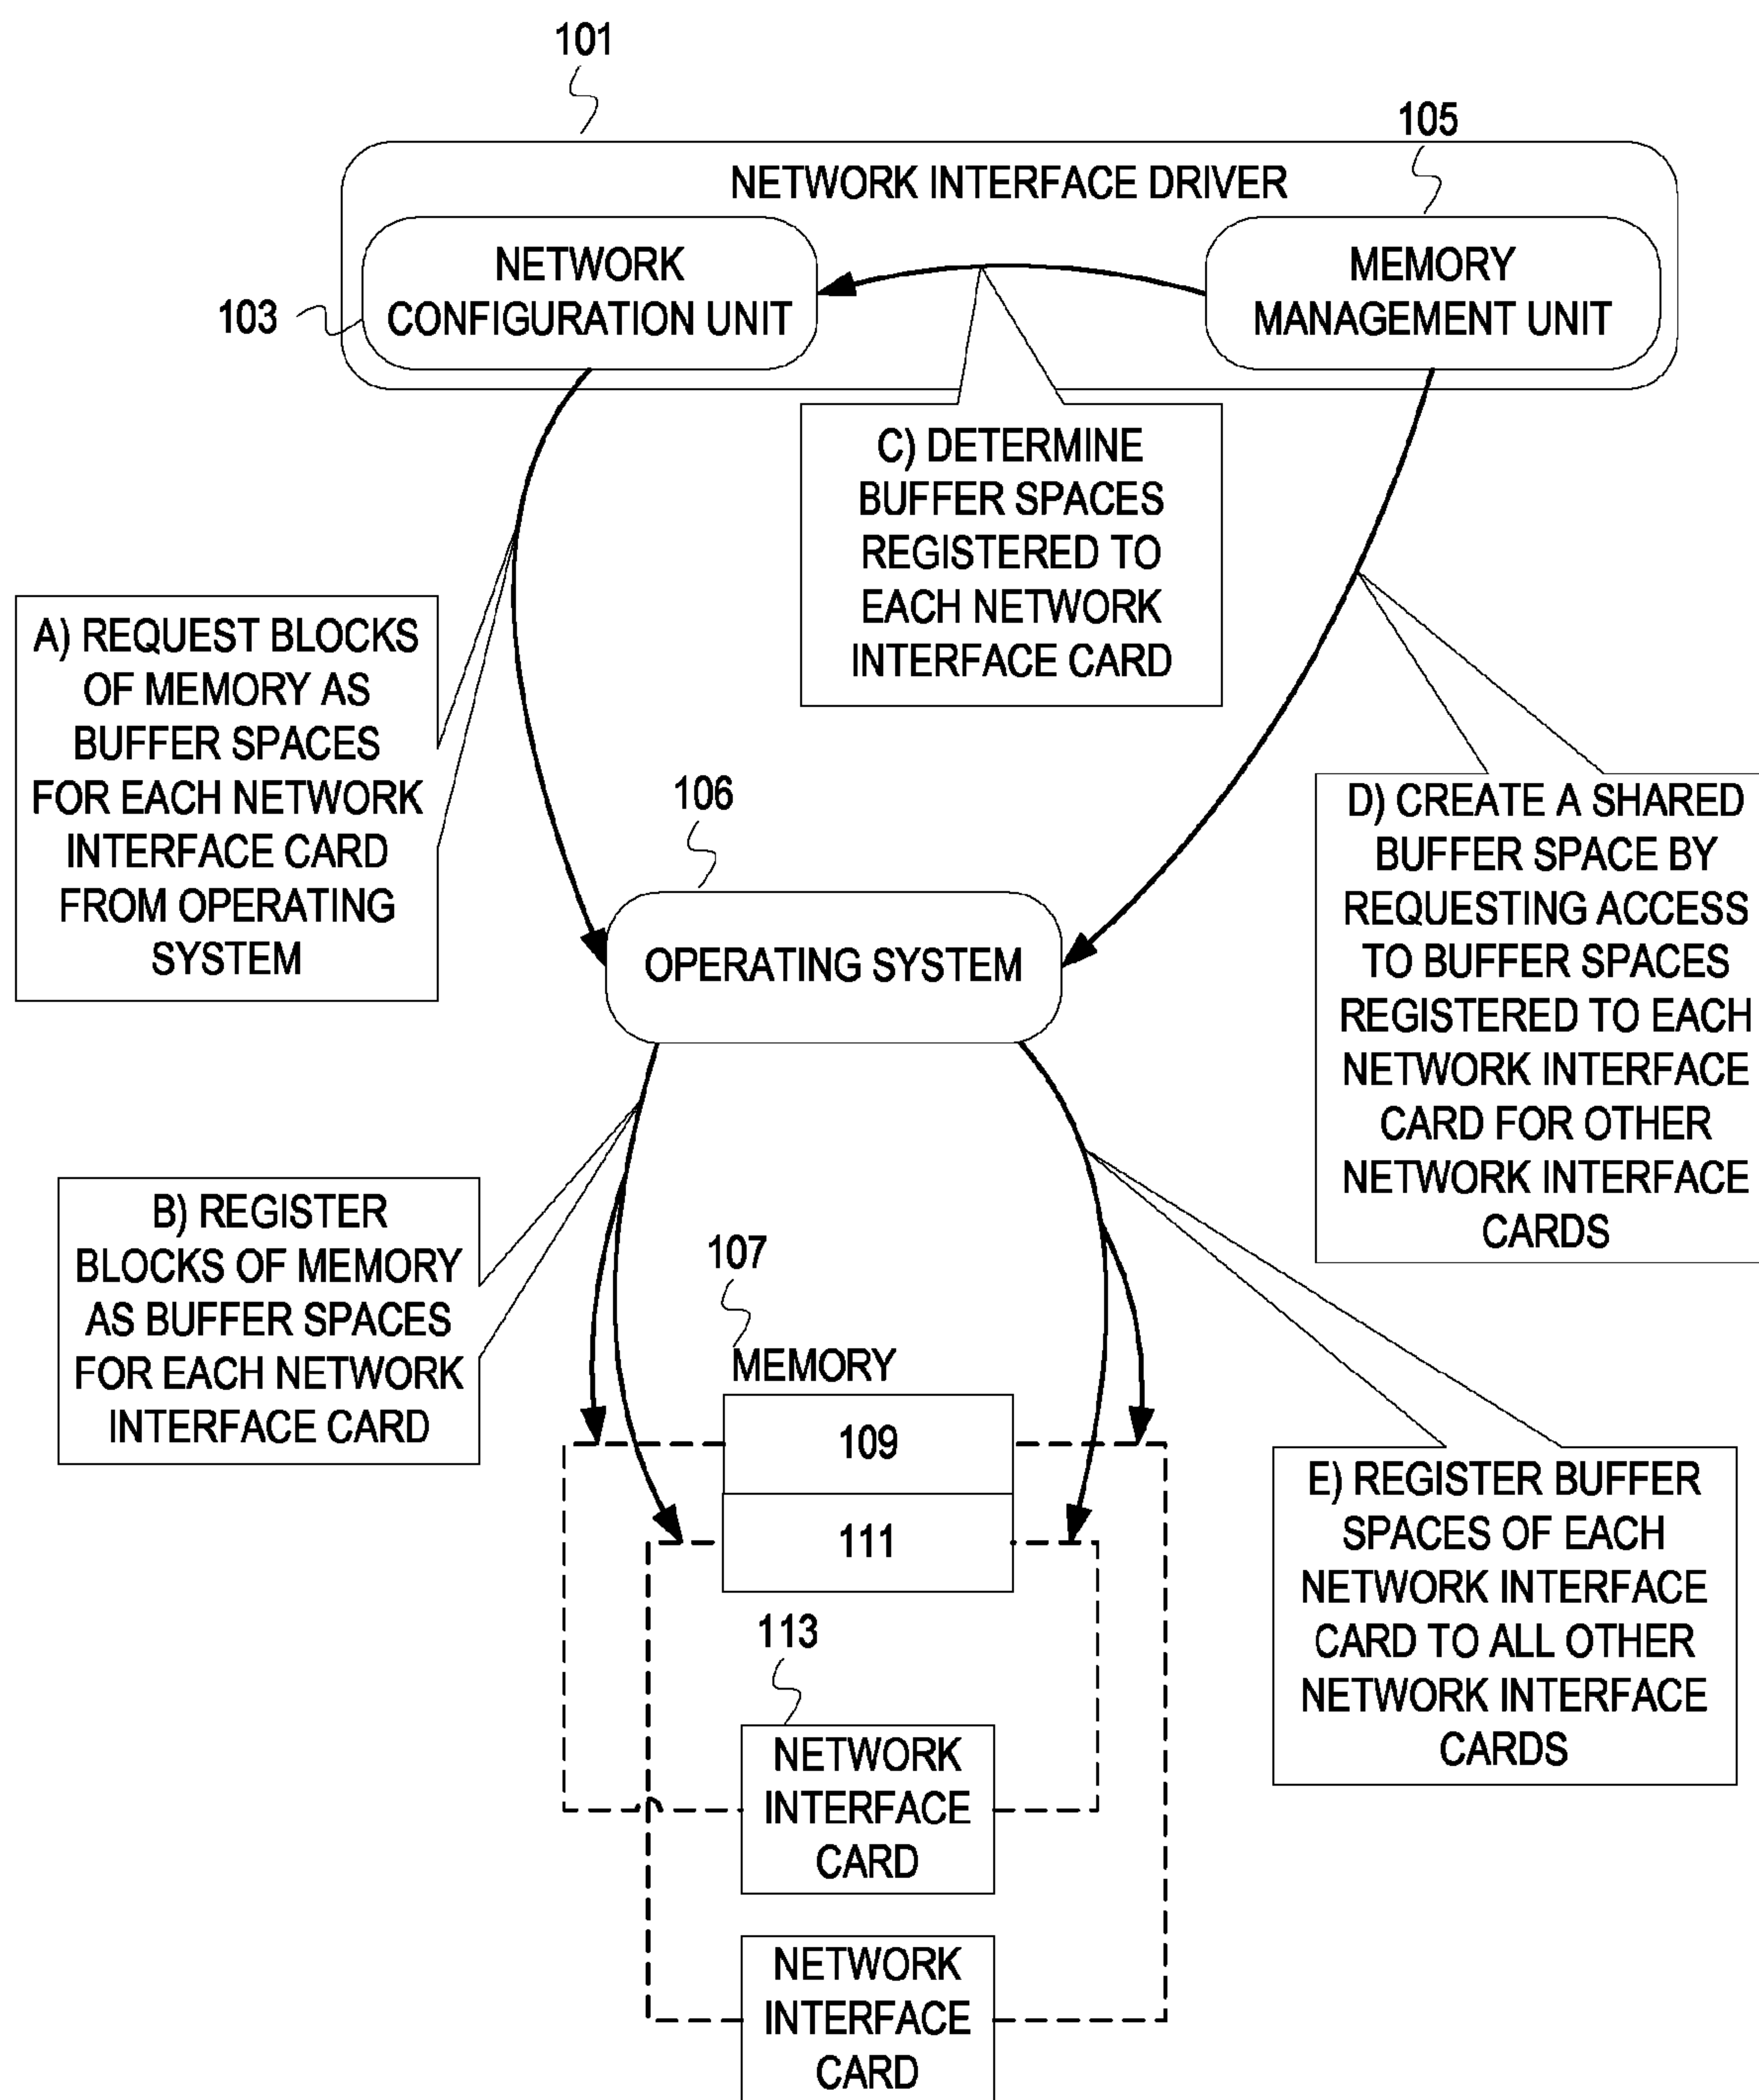 101
105
NETWORK INTERFACE DRIVER
NETWORK
CONFIGURATION UNIT
103
MEMORY
MANAGEMENT UNIT
C) DETERMINE
BUFFER SPACES
REGISTERED TO
EACH NETWORK
INTERFACE CARD
A) REQUEST BLOCKS
OF MEMORY AS
BUFFER SPACES
FOR EACH NETWORK
INTERFACE CARD
FROM OPERATING
SYSTEM
106
OPERATING SYSTEM
D) CREATE A SHARED
BUFFER SPACE BY
REQUESTING ACCESS
TO BUFFER SPACES
REGISTERED TO EACH
NETWORK INTERFACE
CARD FOR OTHER
NETWORK INTERFACE
CARDS
B) REGISTER
BLOCKS OF MEMORY
AS BUFFER SPACES
FOR EACH NETWORK
INTERFACE CARD
107
MEMORY
109
111
E) REGISTER BUFFER
SPACES OF EACH
NETWORK INTERFACE
CARD TO ALL OTHER
NETWORK INTERFACE
CARDS
113
NETWORK
INTERFACE
CARD
NETWORK
INTERFACE
CARD